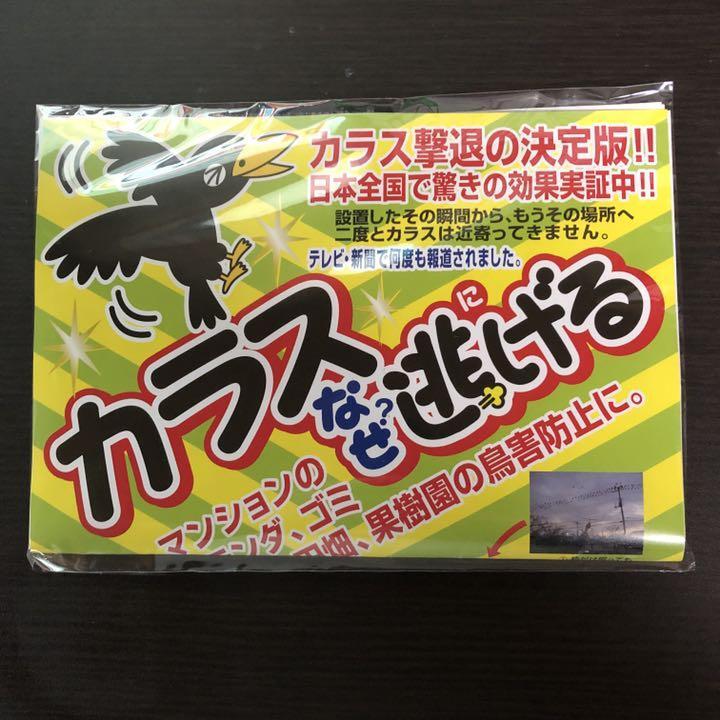 カラス撃退の決定版!!
日本全国で驚きの効果実証中!!
設置したその瞬間から、もうその場所へ
二度とカラスは近寄ってきません。
テレビ・新聞で何度も報道されました。
カラスなぜ?逃げる
に
マンションの
ンダ、ゴミ
果樹園の鳥害防止に。